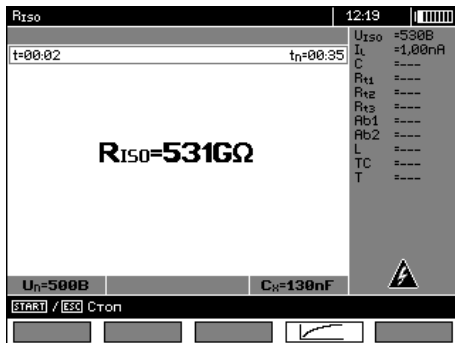 RISO 12:19
t=00:02 tn=00:35
RISO=531GΩ
Un=500В Cx=130nF
UISO =530В
IL =1,00nA
C =---
Rt1 =---
Rt2 =---
Rt3 =---
Ab1 =---
Ab2 =---
L =---
TC =---
T =---
START / ESC Стоп